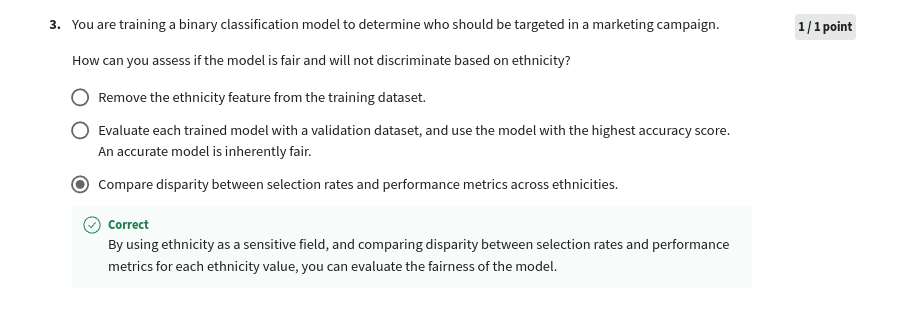 3. You are training a binary classification model to determine who should be targeted in a marketing campaign.
1 / 1 point
How can you assess if the model is fair and will not discriminate based on ethnicity?
Remove the ethnicity feature from the training dataset.
Evaluate each trained model with a validation dataset, and use the model with the highest accuracy score.
An accurate model is inherently fair.
Compare disparity between selection rates and performance metrics across ethnicities.
Correct
By using ethnicity as a sensitive field, and comparing disparity between selection rates and performance
metrics for each ethnicity value, you can evaluate the fairness of the model.